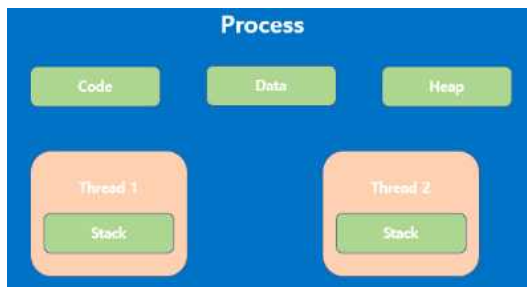 Process
Code Data Heap
Thread 1 Thread 2
Stack Stack